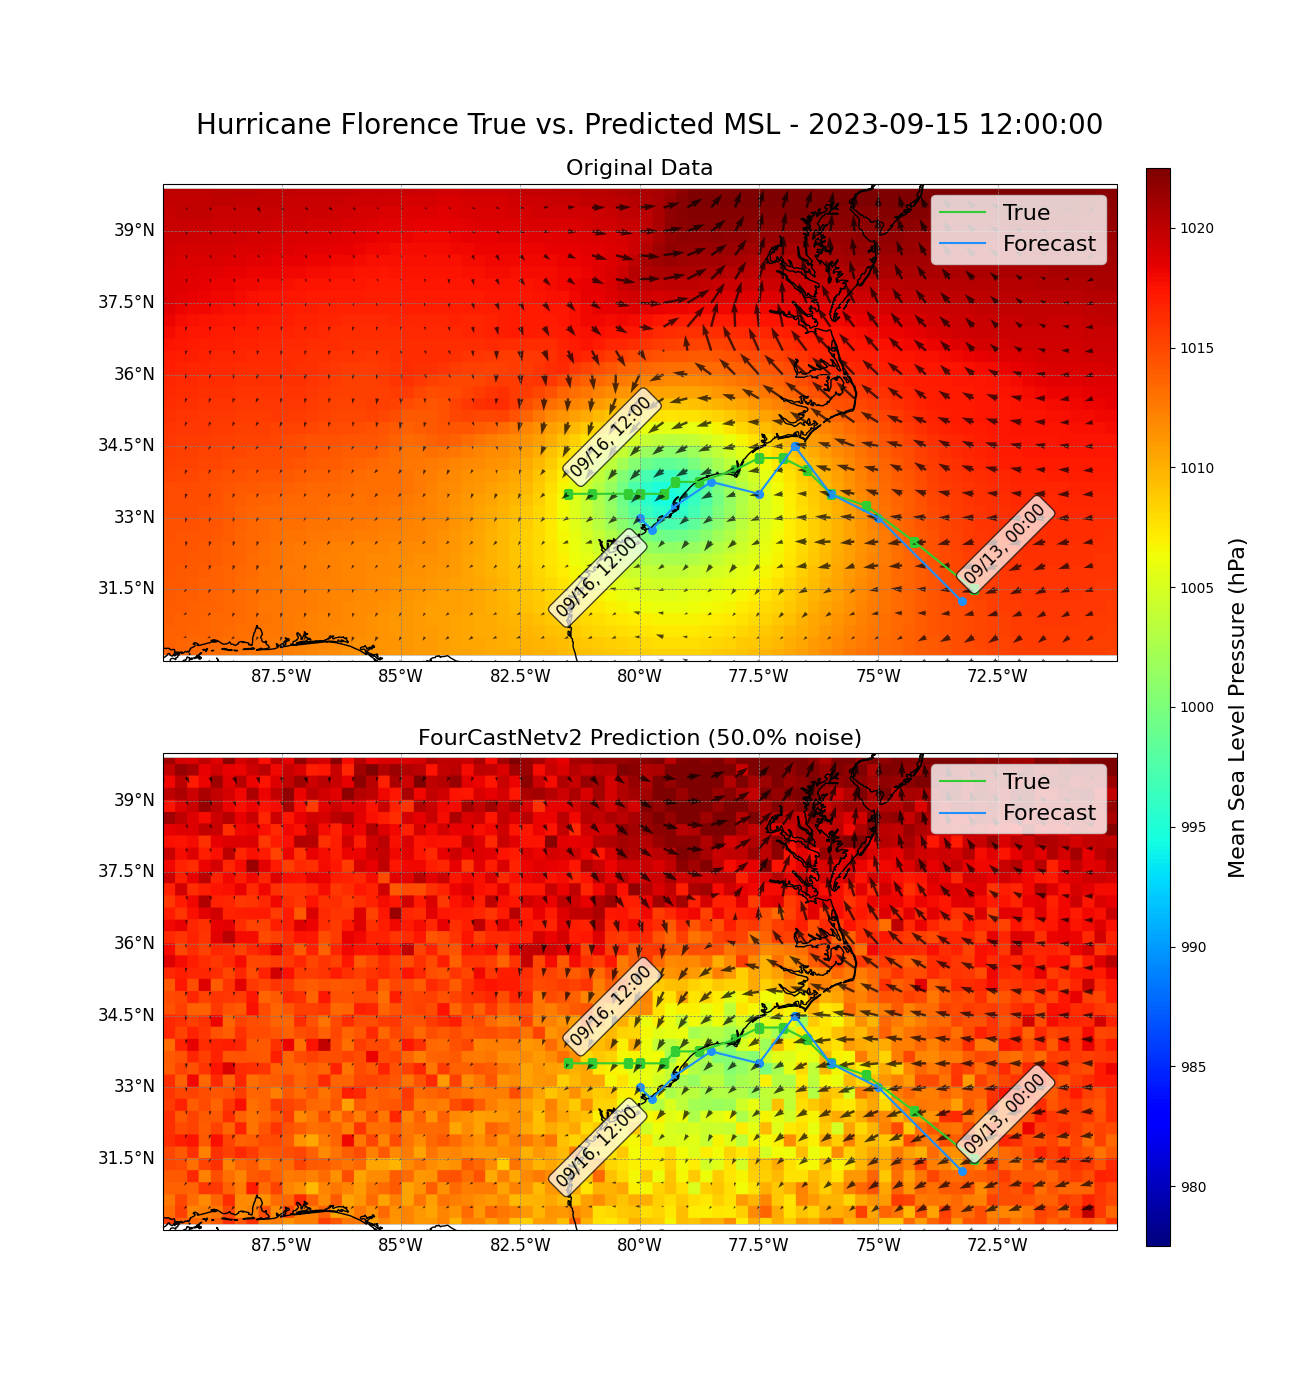 Hurricane Florence True vs. Predicted MSL - 2023-09-15 12:00:00
Original Data
True
Forecast
39°N
37.5°N
36°N
34.5°N
33°N
31.5°N
09/16, 12:00
09/16, 12:00
09/13, 00:00
87.5°W 85°W 82.5°W 80°W 77.5°W 75°W 72.5°W
FourCastNetv2 Prediction (50.0% noise)
True
Forecast
39°N
37.5°N
36°N
34.5°N
33°N
31.5°N
09/16, 12:00
09/16, 12:00
09/13, 00:00
87.5°W 85°W 82.5°W 80°W 77.5°W 75°W 72.5°W
1020
1015
1010
1005
1000
995
990
985
980
Mean Sea Level Pressure (hPa)